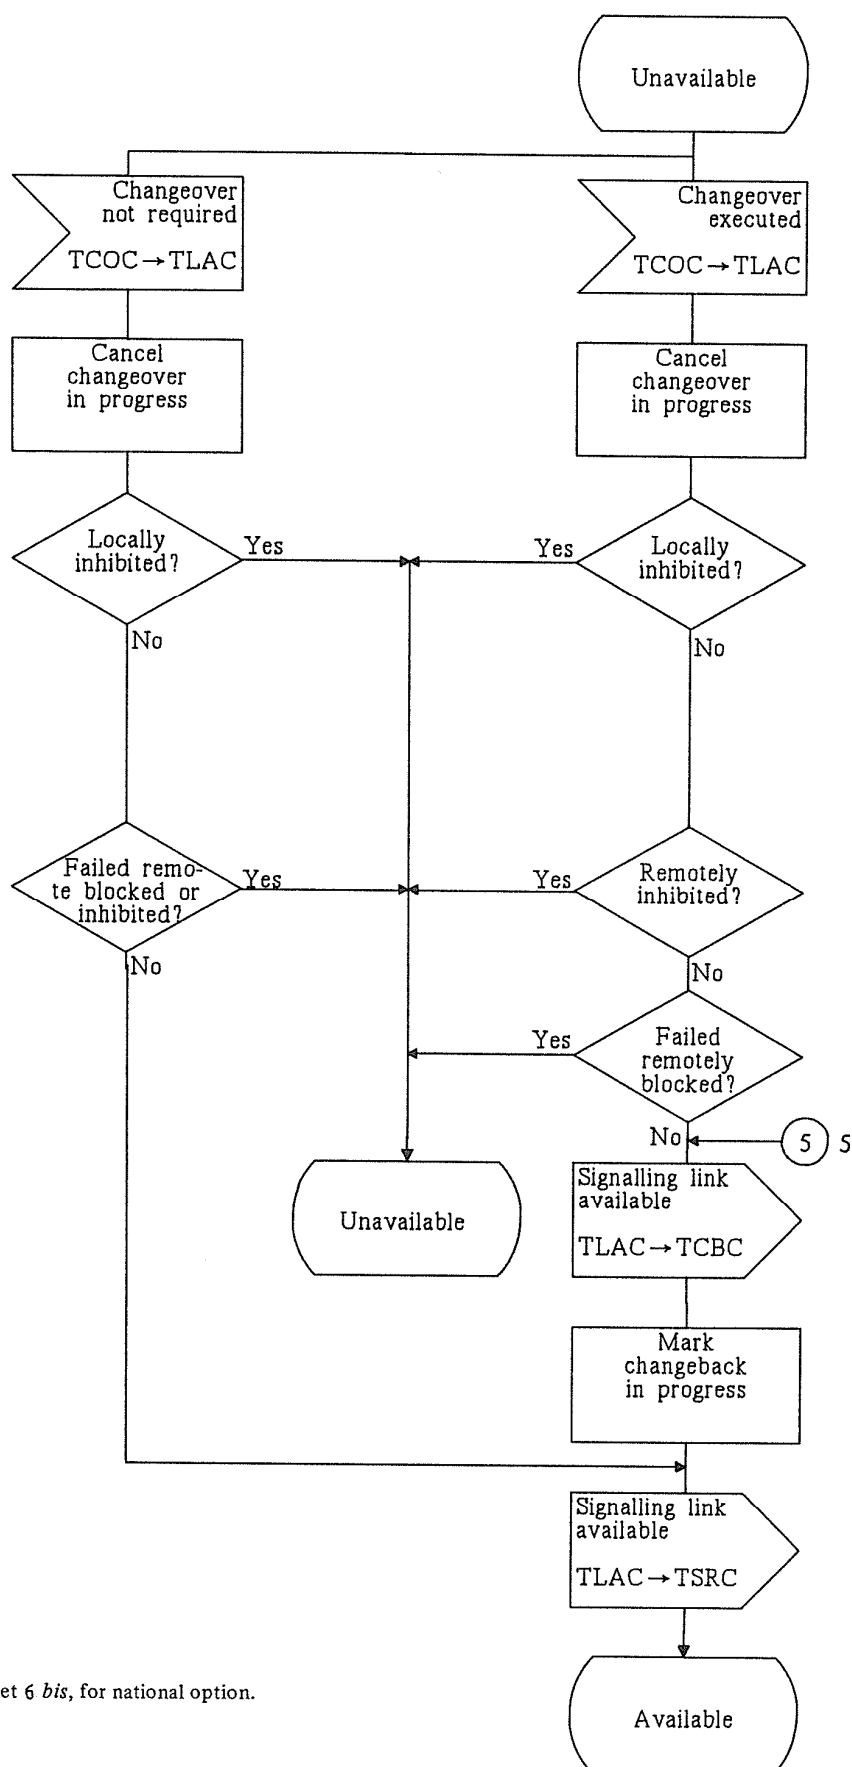 Unavailable
Changeover
not required
TCOC→TLAC
Changeover
executed
TCOC→TLAC
Cancel
changeover
in progress
Cancel
changeover
in progress
Locally
inhibited?
Yes
No
Yes
Locally
inhibited?
No
Failed remo-
te blocked or
inhibited?
Yes
No
Yes
Remotely
inhibited?
No
Yes
Failed
remotely
blocked?
No
5
5
Unavailable
Signalling link
available
TLAC→TCBC
Mark
changeback
in progress
Signalling link
available
TLAC→TSRC
et 6 bis, for national option.
Available